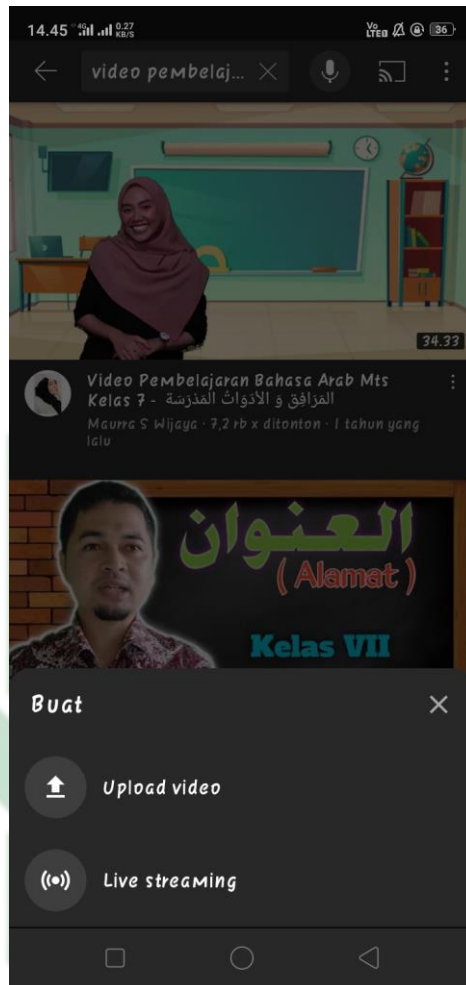 14.45 4G 0.27 KB/S Vo LTE 36
video pembelaj...
34.33
Video Pembelajaran Bahasa Arab Mts
Kelas 7 - المَرَافِق وَ الأَدَوَاتُ المَدْرَسَة
Maurra S Wijaya · 7,2 rb x ditonton · 1 tahun yang
lalu
العنوان
( Alamat )
Kelas VII
Buat
Upload video
Live streaming